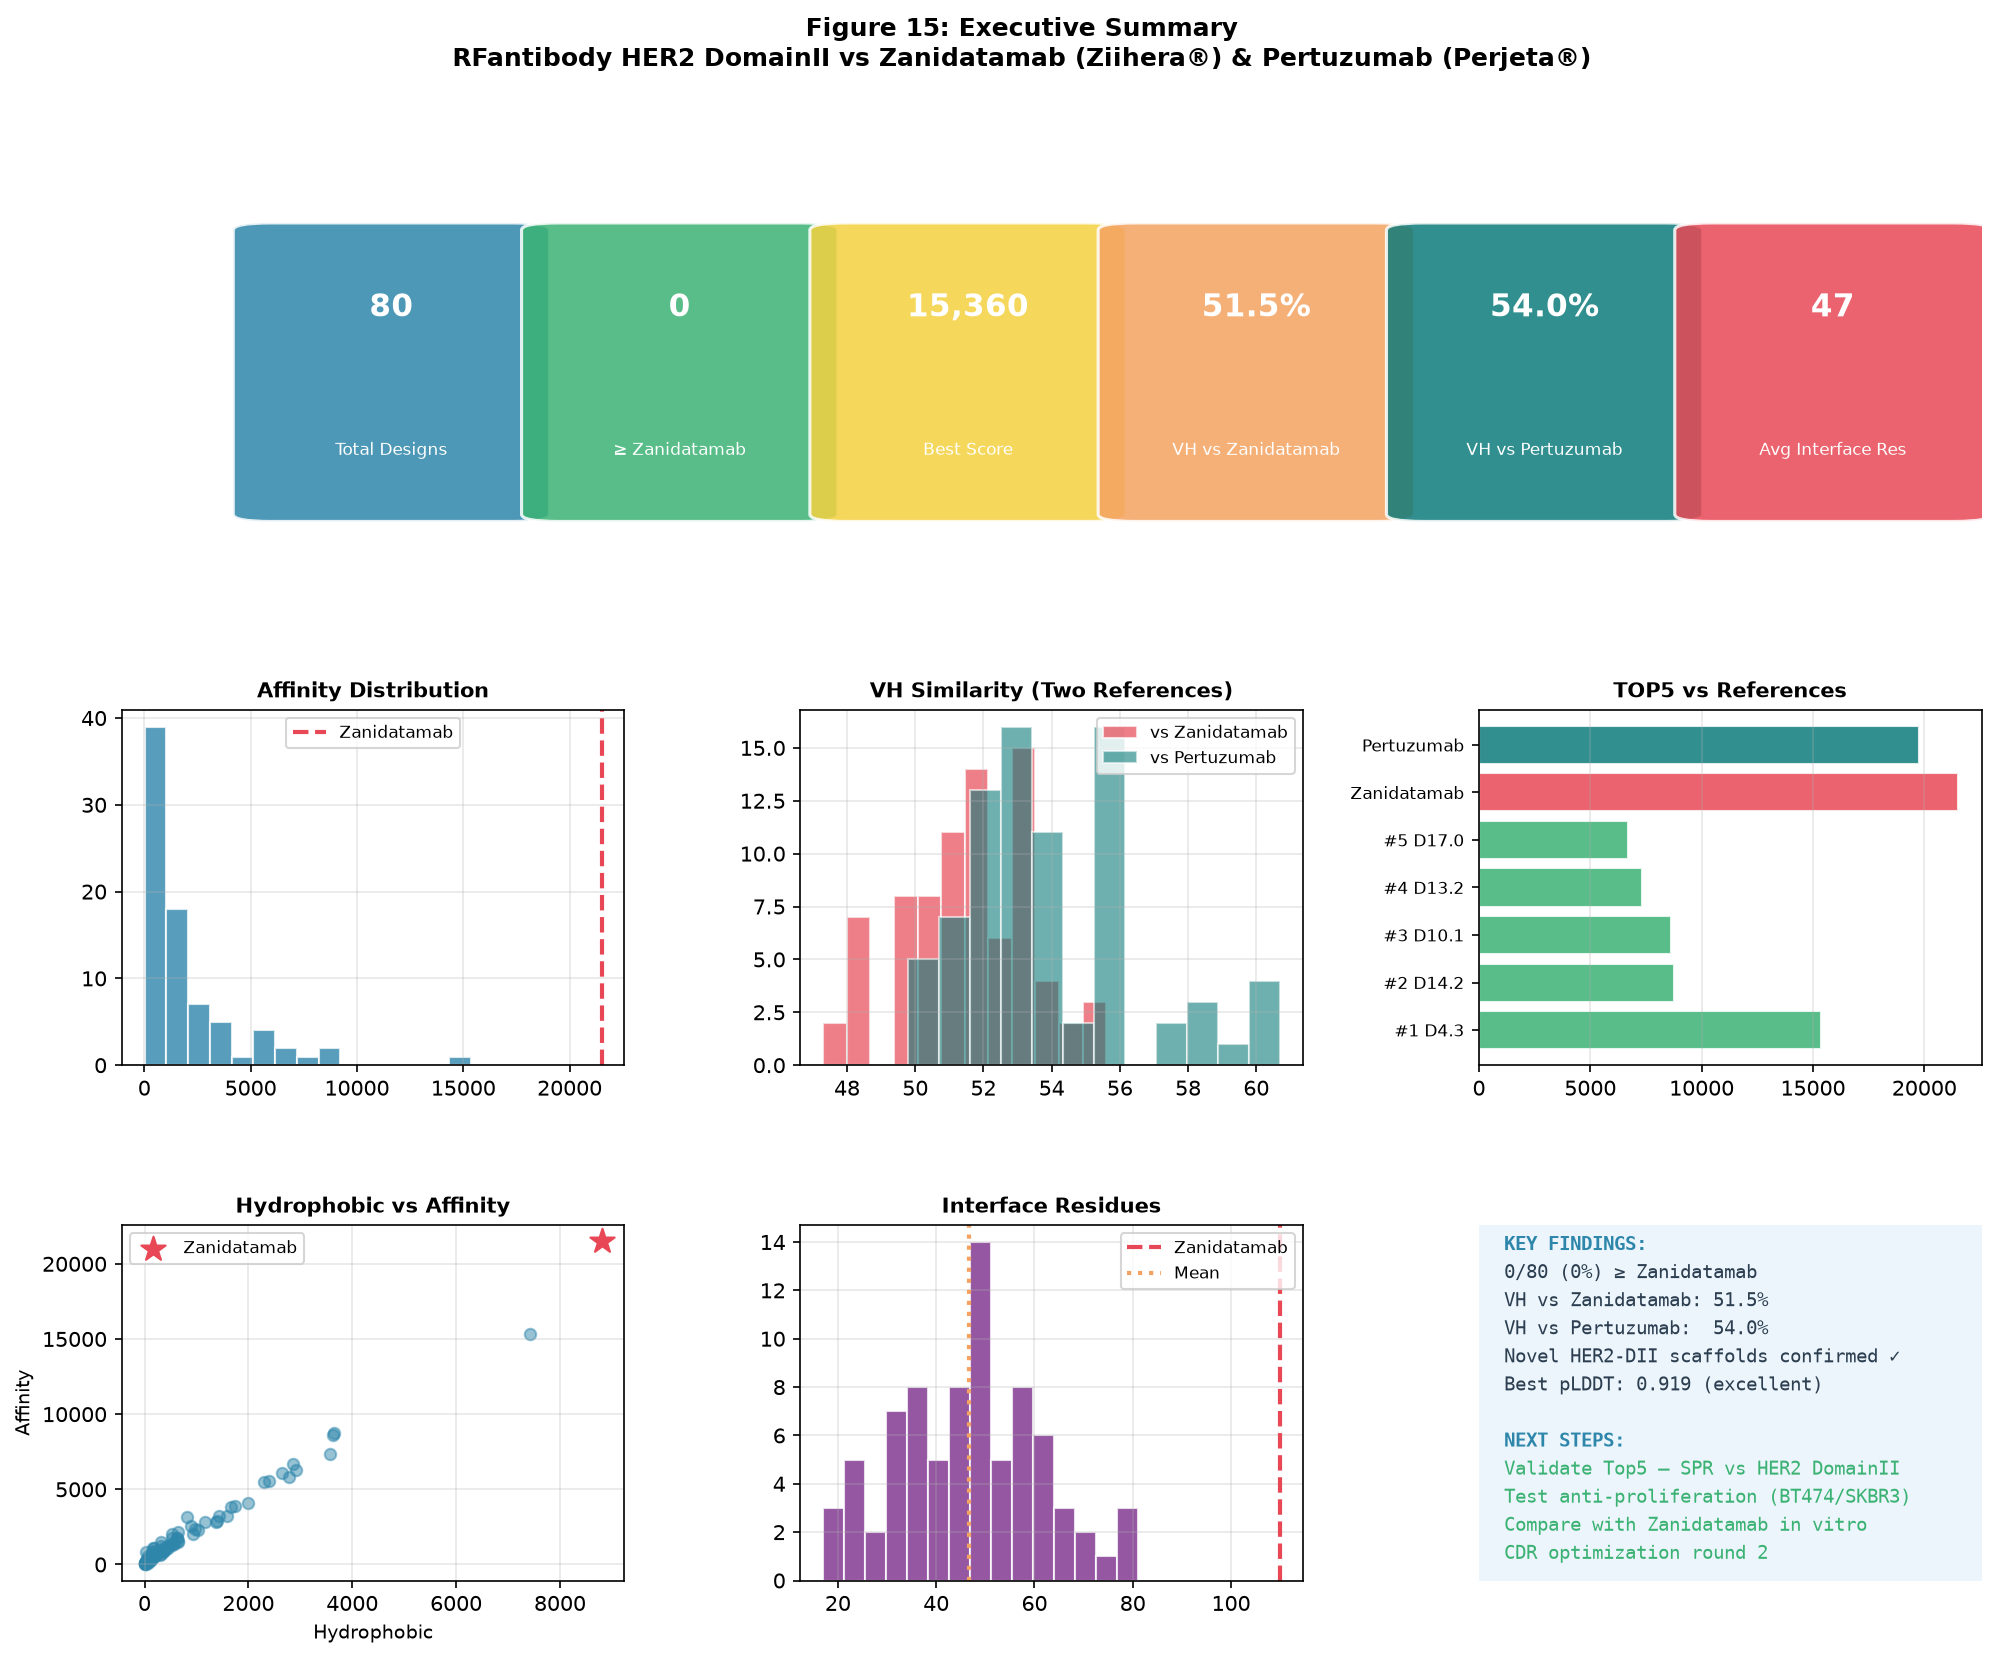 Figure 15: Executive Summary
RFantibody HER2 DomainII vs Zanidatamab (Ziihera®) & Pertuzumab (Perjeta®)
80
0
15,360
51.5%
54.0%
47
Total Designs
≥ Zanidatamab
Best Score
VH vs Zanidatamab
VH vs Pertuzumab
Avg Interface Res
Affinity Distribution
Zanidatamab
40
30
20
10
0
0 5000 10000 15000 20000
VH Similarity (Two References)
vs Zanidatamab
vs Pertuzumab
15.0
12.5
10.0
7.5
5.0
2.5
0.0
48 50 52 54 56 58 60
TOP5 vs References
Pertuzumab
Zanidatamab
#5 D17.0
#4 D13.2
#3 D10.1
#2 D14.2
#1 D4.3
0 5000 10000 15000 20000
Hydrophobic vs Affinity
Zanidatamab
Affinity
20000
15000
10000
5000
0
0 2000 4000 6000 8000
Hydrophobic
Interface Residues
Zanidatamab
Mean
14
12
10
8
6
4
2
0
20 40 60 80 100
KEY FINDINGS:
0/80 (0%) ≥ Zanidatamab
VH vs Zanidatamab: 51.5%
VH vs Pertuzumab:  54.0%
Novel HER2-DII scaffolds confirmed ✓
Best pLDDT: 0.919 (excellent)
NEXT STEPS:
Validate Top5 — SPR vs HER2 DomainII
Test anti-proliferation (BT474/SKBR3)
Compare with Zanidatamab in vitro
CDR optimization round 2